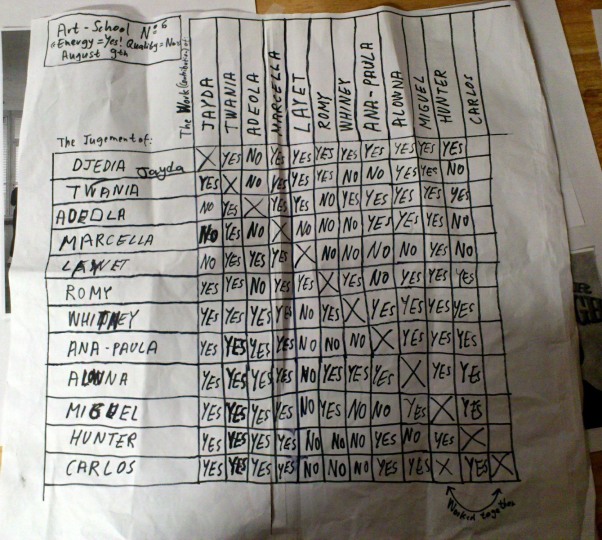 Art-School No:6
*Energy=Yes! Quality=No!
August 9th
The Work(Contribution) of:
JAYDA TWANIA ADEOLA MARCELLA LAYET ROMY WHINEY ANA-PAULA ALOWNA MIGUEL HUNTER CARLOS
The Jugement of:
DJEDIA Jayda X YES NO YES YES YES YES YES YES YES YES
TWANIA YES X NO YES YES YES NO NO YES YES NO
ADEOLA NO YES X YES YES NO YES YES YES YES YES
MARCELLA NO YES NO X NO NO NO YES YES YES NO
NO YES YES YES X NO NO NO NO YES NO
ROMY YES YES NO YES YES X YES NO YES YES YES
WHITNEY YES YES YES YES NO YES X YES YES YES YES
ANA-PAULA YES YES YES YES NO NO NO X YES YES YES
YES YES YES YES NO YES YES YES X YES YES
MIGUEL YES YES YES YES NO YES NO NO YES X YES
HUNTER YES YES YES YES NO NO NO YES NO YES X
CARLOS YES YES YES YES NO NO NO YES YES X YES X
Worked together